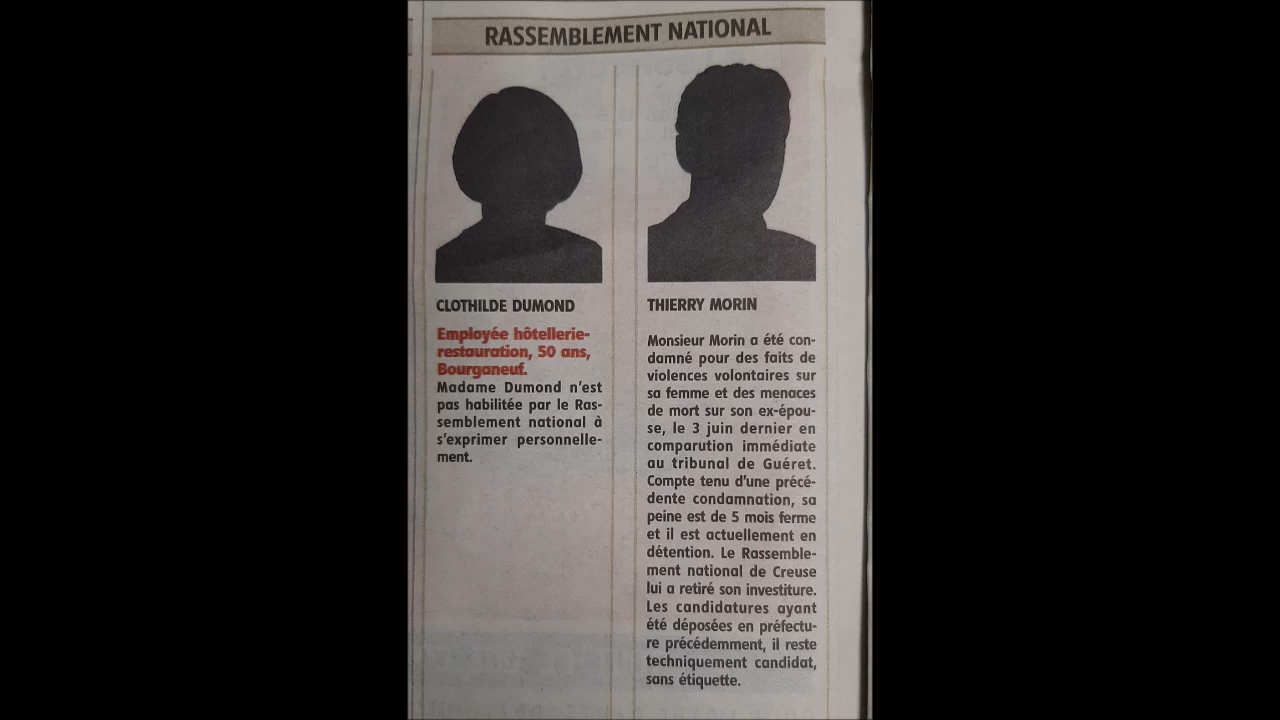 RASSEMBLEMENT NATIONAL
CLOTHILDE DUMOND
Employée hôtellerie-
restauration, 50 ans,
Bourganeuf.
Madame Dumond n'est
pas habilitée par le Ras-
semblement national à
s'exprimer personnelle-
ment.
THIERRY MORIN
Monsieur Morin a été con-
damné pour des faits de
violences volontaires sur
sa femme et des menaces
de mort sur son ex-épou-
se, le 3 juin dernier en
comparution immédiate
au tribunal de Guéret.
Compte tenu d'une précé-
dente condamnation, sa
peine est de 5 mois ferme
et il est actuellement en
détention. Le Rassemble-
ment national de Creuse
lui a retiré son investiture.
Les candidatures ayant
été déposées en préfectu-
re précédemment, il reste
techniquement candidat,
sans étiquette.